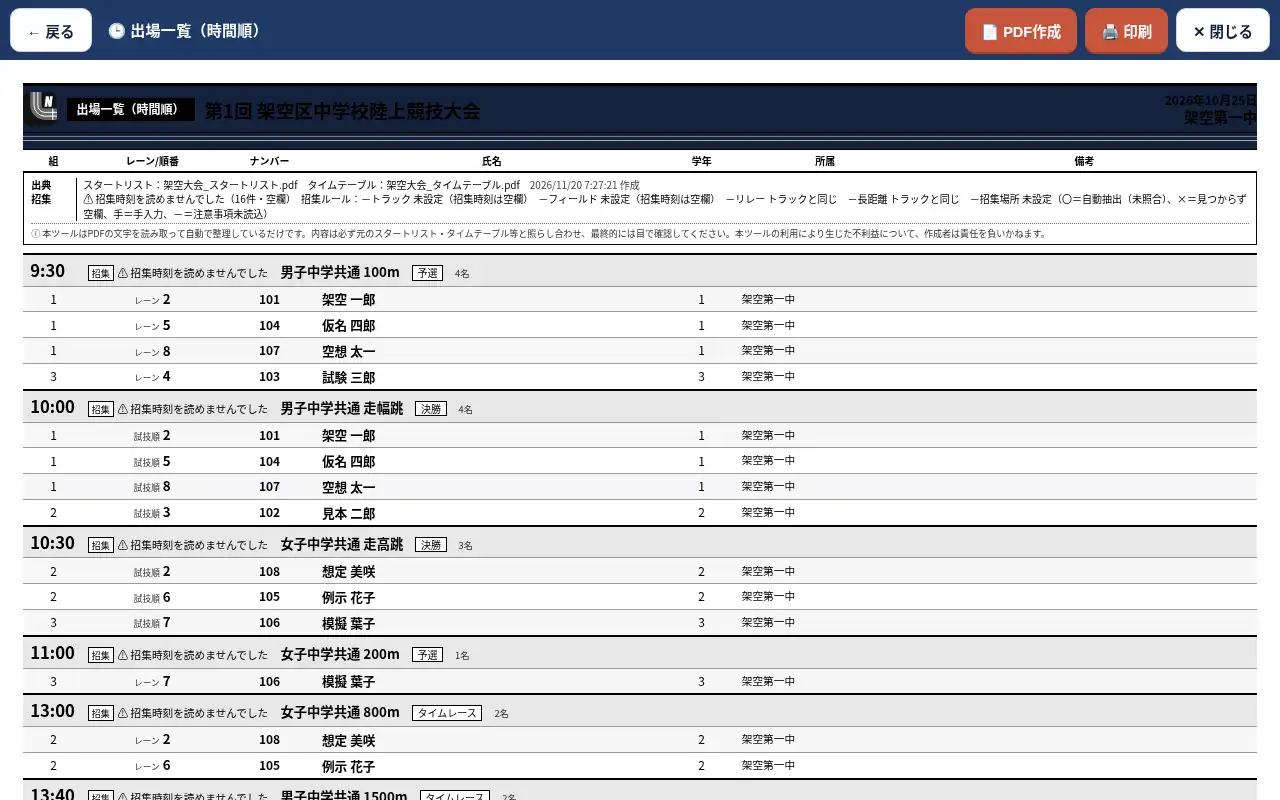 ← 戻る 🕒 出場一覧（時間順） 📄 PDF作成 🖨️ 印刷 ✕ 閉じる
N 出場一覧（時間順） 第1回 架空区中学校陸上競技大会 2026年10月25日
架空第一中
組 レーン/順番 ナンバー 氏名 学年 所属 備考
出典 スタートリスト：架空大会_スタートリスト.pdf タイムテーブル：架空大会_タイムテーブル.pdf 2026/11/20 7:27:21 作成
招集 ⚠ 招集時刻を読めませんでした（16件・空欄） 招集ルール：－トラック 未設定（招集時刻は空欄） －フィールド 未設定（招集時刻は空欄） －リレー トラックと同じ －長距離 トラックと同じ －招集場所 未設定（〇＝自動抽出（未照合）、×＝見つからず
空欄、手＝手入力、－＝注意事項未読込）
ⓘ 本ツールはPDFの文字を読み取って自動で整理しているだけです。内容は必ず元のスタートリスト・タイムテーブル等と照らし合わせ、最終的には目で確認してください。本ツールの利用により生じた不利益について、作成者は責任を負いかねます。
9:30 招集 ⚠ 招集時刻を読めませんでした 男子中学共通 100m 予選 4名
1 レーン 2 101 架空 一郎 1 架空第一中
1 レーン 5 104 仮名 四郎 1 架空第一中
1 レーン 8 107 空想 太一 1 架空第一中
3 レーン 4 103 試験 三郎 3 架空第一中
10:00 招集 ⚠ 招集時刻を読めませんでした 男子中学共通 走幅跳 決勝 4名
1 試技順 2 101 架空 一郎 1 架空第一中
1 試技順 5 104 仮名 四郎 1 架空第一中
1 試技順 8 107 空想 太一 1 架空第一中
2 試技順 3 102 見本 二郎 2 架空第一中
10:30 招集 ⚠ 招集時刻を読めませんでした 女子中学共通 走高跳 決勝 3名
2 試技順 2 108 想定 美咲 2 架空第一中
2 試技順 6 105 例示 花子 2 架空第一中
3 試技順 7 106 模擬 葉子 3 架空第一中
11:00 招集 ⚠ 招集時刻を読めませんでした 女子中学共通 200m 予選 1名
3 レーン 7 106 模擬 葉子 3 架空第一中
13:00 招集 ⚠ 招集時刻を読めませんでした 女子中学共通 800m タイムレース 2名
2 レーン 2 108 想定 美咲 2 架空第一中
2 レーン 6 105 例示 花子 2 架空第一中
13:40 招集 ⚠ 招集時刻を読めませんでした 男子中学共通 1500m タイムレース 2名